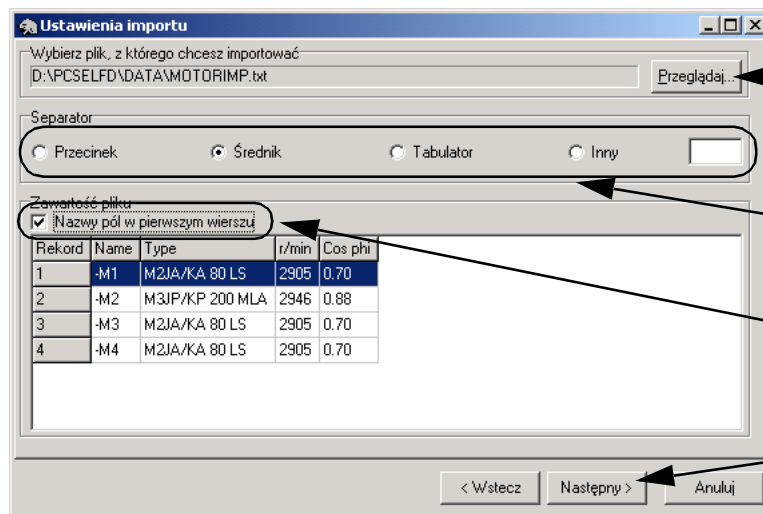 Ustawienia importu
Wybierz plik, z którego chcesz importować
D:\PCSELFD\DATA\MOTORIMP.txt
Przeglądaj...
Separator
Przecinek Średnik Tabulator Inny
Zawartość pliku
Nazwy pól w pierwszym wierszu
Rekord Name Type r/min Cos phi
1 -M1 M2JA/KA 80 LS 2905 0.70
2 -M2 M3JP/KP 200 MLA 2946 0.88
3 -M3 M2JA/KA 80 LS 2905 0.70
4 -M4 M2JA/KA 80 LS 2905 0.70
< Wstecz Następny > Anuluj